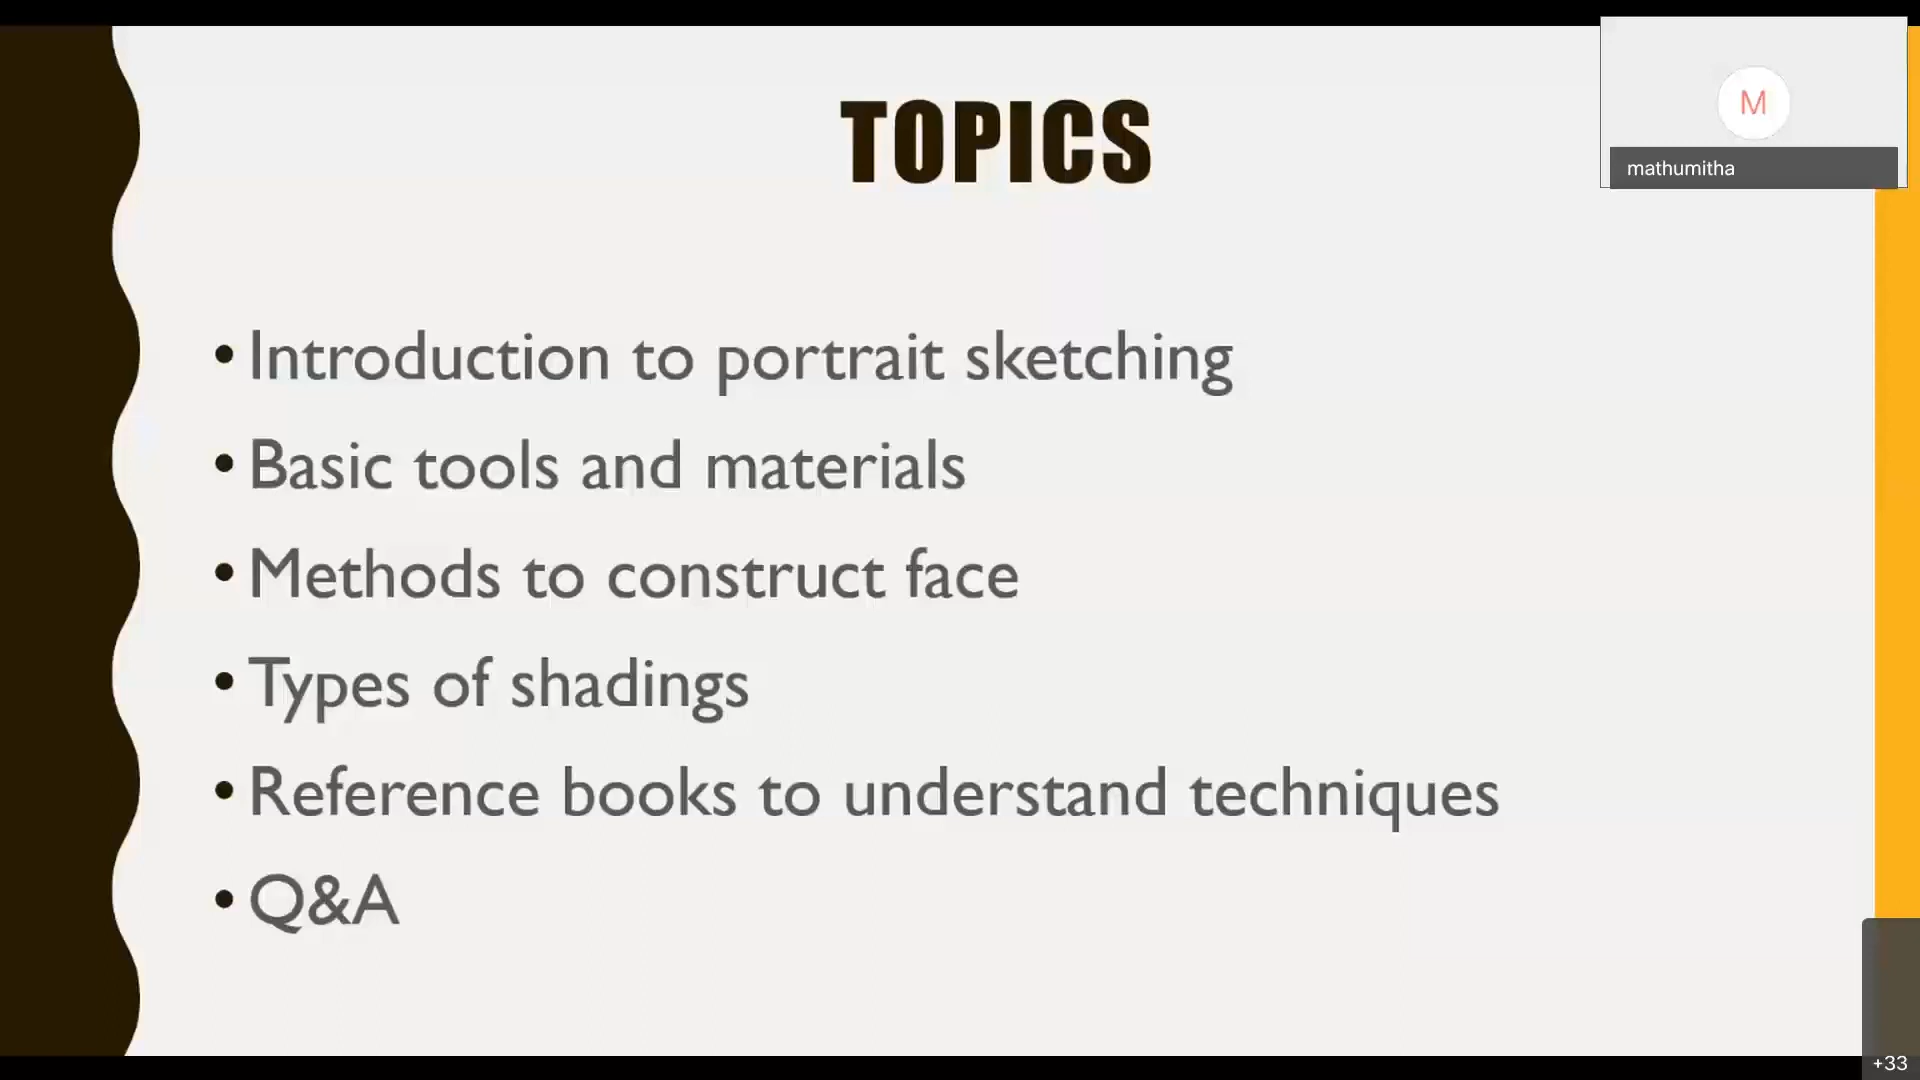 TOPICS
M
mathumitha
• Introduction to portrait sketching
• Basic tools and materials
• Methods to construct face
• Types of shadings
• Reference books to understand techniques
• Q&A
+33